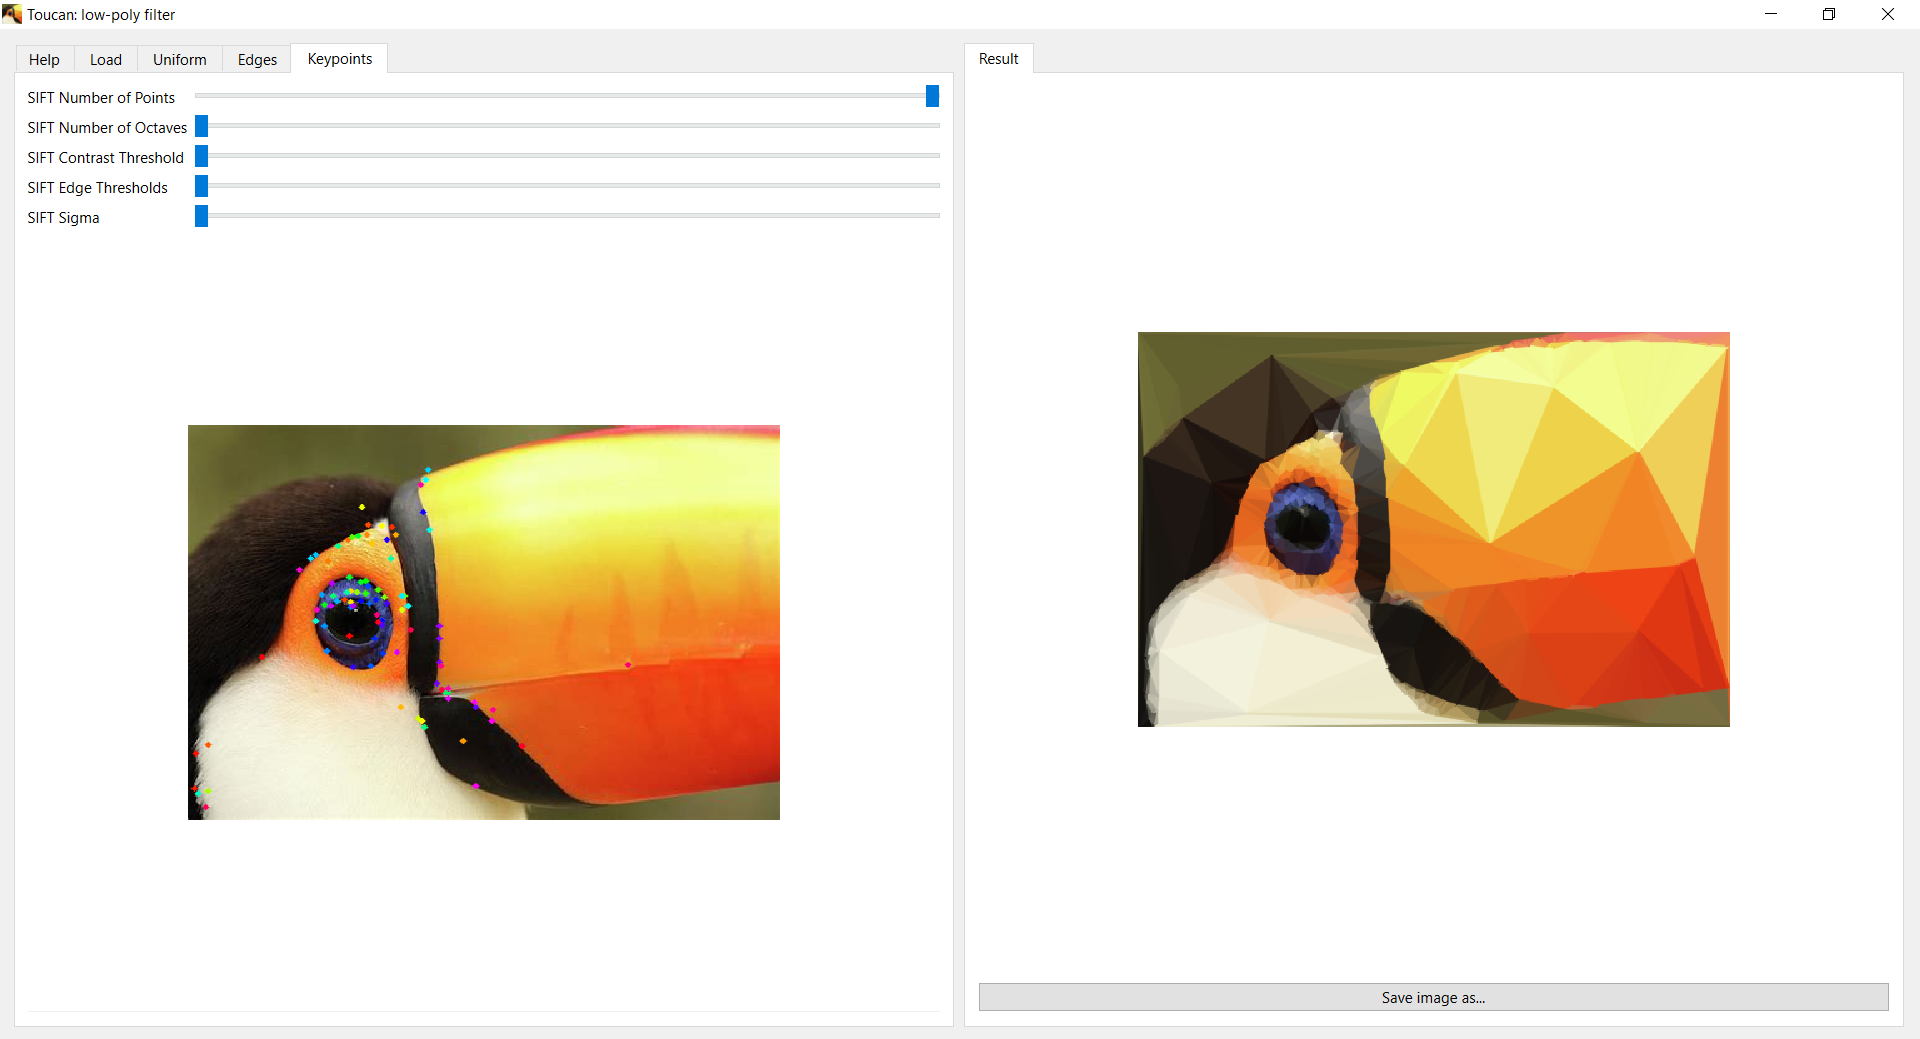 Toucan: low-poly filter
Help Load Uniform Edges Keypoints
SIFT Number of Points
SIFT Number of Octaves
SIFT Contrast Threshold
SIFT Edge Thresholds
SIFT Sigma
Result
Save image as...